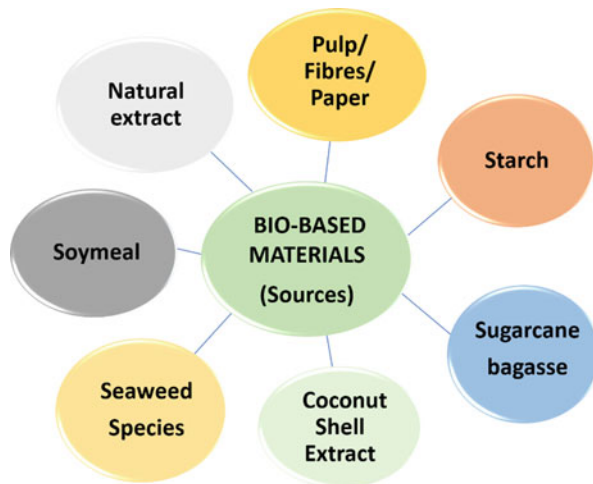 Pulp/
Fibres/
Paper
Natural
extract
Starch
BIO-BASED
MATERIALS
(Sources)
Soymeal
Sugarcane
bagasse
Seaweed
Species
Coconut
Shell
Extract